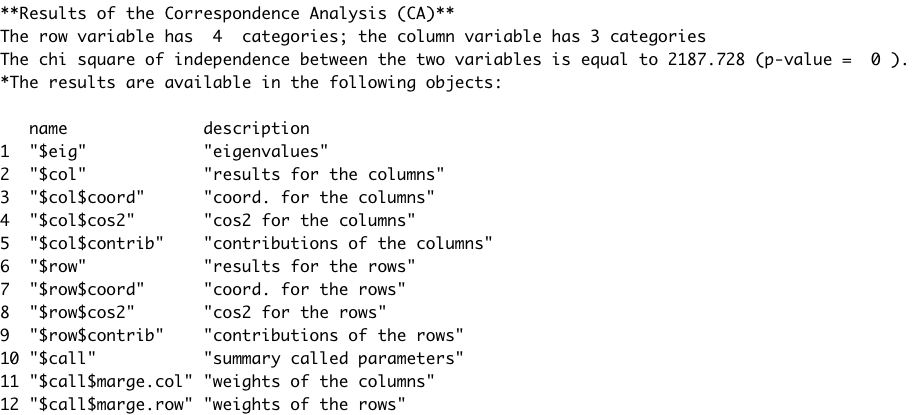 **Results of the Correspondence Analysis (CA)**
The row variable has  4  categories; the column variable has 3 categories
The chi square of independence between the two variables is equal to 2187.728 (p-value =  0 ).
*The results are available in the following objects:

   name              description
1  "$eig"            "eigenvalues"
2  "$col"            "results for the columns"
3  "$col$coord"      "coord. for the columns"
4  "$col$cos2"       "cos2 for the columns"
5  "$col$contrib"    "contributions of the columns"
6  "$row"            "results for the rows"
7  "$row$coord"      "coord. for the rows"
8  "$row$cos2"       "cos2 for the rows"
9  "$row$contrib"    "contributions of the rows"
10 "$call"           "summary called parameters"
11 "$call$marge.col" "weights of the columns"
12 "$call$marge.row" "weights of the rows"